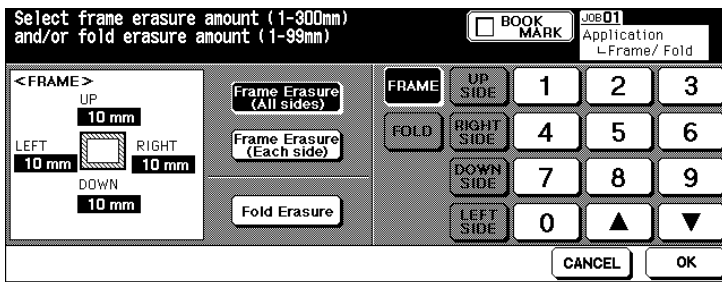 Select frame erasure amount (1-300mm)
and/or fold erasure amount (1-99mm)
BOOK
MARK
JOB01
Application
Frame/ Fold
<FRAME>
UP
10 mm
LEFT
10 mm
RIGHT
10 mm
DOWN
10 mm
Frame Erasure
(All sides)
Frame Erasure
(Each side)
Fold Erasure
FRAME
FOLD
UP
SIDE
RIGHT
SIDE
DOWN
SIDE
LEFT
SIDE
1 2 3
4 5 6
7 8 9
0 ▲ ▼
CANCEL
OK